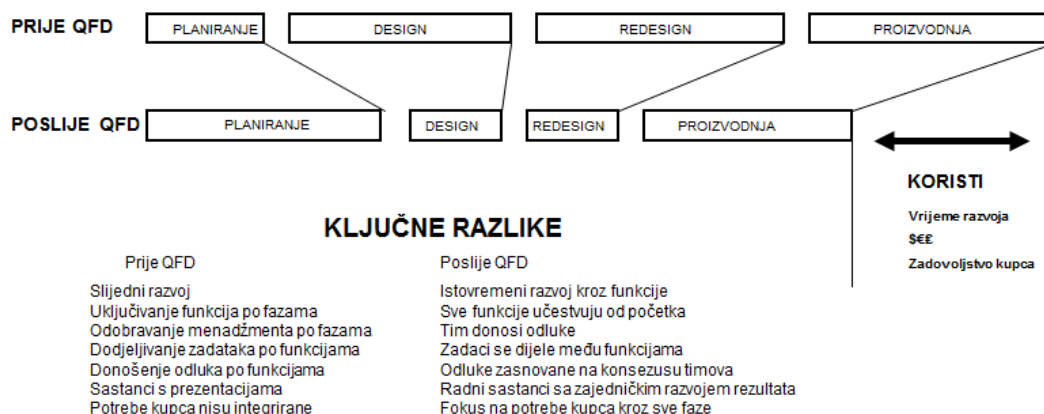 PRIJE QFD PLANIRANJE DESIGN REDESIGN PROIZVODNJA
POSLIJE QFD PLANIRANJE DESIGN REDESIGN PROIZVODNJA
KORISTI
Vrijeme razvoja
$€£
Zadovoljstvo kupca
KLJUČNE RAZLIKE
Prije QFD
Slijedni razvoj
Uključivanje funkcija po fazama
Odobravanje menadžmenta po fazama
Dodjeljivanje zadataka po funkcijama
Donošenje odluka po funkcijama
Sastanci s prezentacijama
Potrebe kupca nisu integrirane
Poslije QFD
Istovremeni razvoj kroz funkcije
Sve funkcije učestvuju od početka
Tim donosi odluke
Zadaci se dijele među funkcijama
Odluke zasnovane na konsezusu timova
Radni sastanci sa zajedničkim razvojem rezultata
Fokus na potrebe kupca kroz sve faze